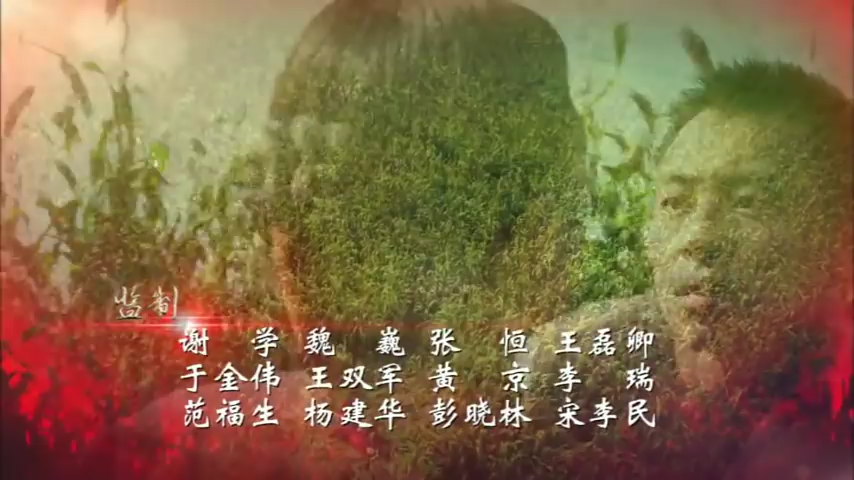 监制
谢学 魏巍 张恒 王磊卿
于金伟 王双军 黄京 李瑞
范福生 杨建华 彭晓林 宋李民